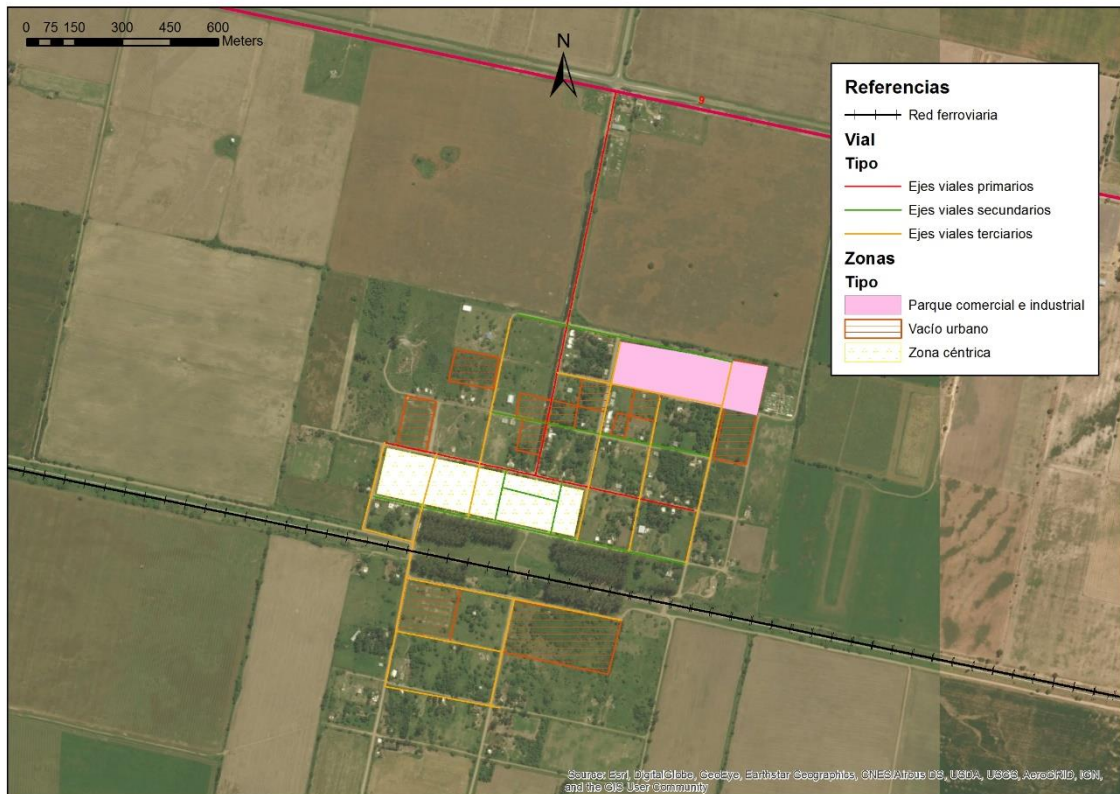 0 75 150 300 450 600
Meters
N
9
Referencias
Red ferroviaria
Vial
Tipo
Ejes viales primarios
Ejes viales secundarios
Ejes viales terciarios
Zonas
Tipo
Parque comercial e industrial
Vacío urbano
Zona céntrica
Source: Esri, DigitalGlobe, GeoEye, Earthstar Geographics, CNES/Airbus DS, USDA, USGS, AeroGRID, IGN,
and the GIS User Community